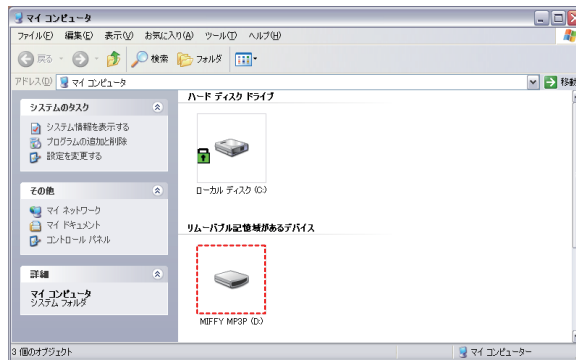 マイ コンピュータ
ファイル(F) 編集(E) 表示(V) お気に入り(A) ツール(T) ヘルプ(H)
戻る 検索 フォルダ
アドレス(D) マイ コンピュータ 移動
システムのタスク
システム情報を表示する
プログラムの追加と削除
設定を変更する
その他
マイ ネットワーク
マイ ドキュメント
コントロール パネル
詳細
マイ コンピュータ
システム フォルダ
ハード ディスク ドライブ
ローカル ディスク (C:)
リムーバブル記憶域があるデバイス
MIFFY MP3P (D:)
3 個のオブジェクト
マイ コンピューター